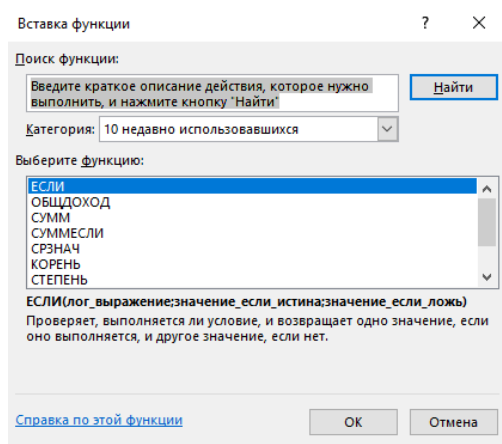 Вставка функции ?
Поиск функции:
Введите краткое описание действия, которое нужно
выполнить, и нажмите кнопку "Найти"
Найти
Категория: 10 недавно использовавшихся
Выберите функцию:
ЕСЛИ
ОБЩДОХОД
СУММ
СУММЕСЛИ
СРЗНАЧ
КОРЕНЬ
СТЕПЕНЬ
ЕСЛИ(лог_выражение;значение_если_истина;значение_если_ложь)
Проверяет, выполняется ли условие, и возвращает одно значение, если
оно выполняется, и другое значение, если нет.
Справка по этой функции
ОК
Отмена